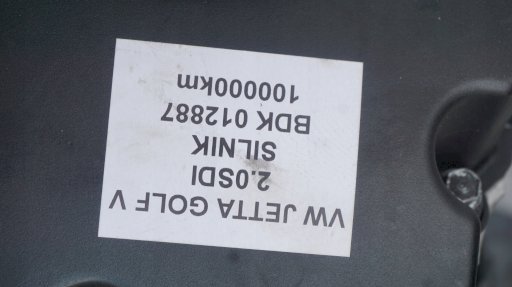 VW JETTA GOLF V
2.0SDI
SILNIK
BDK 012887
100000km